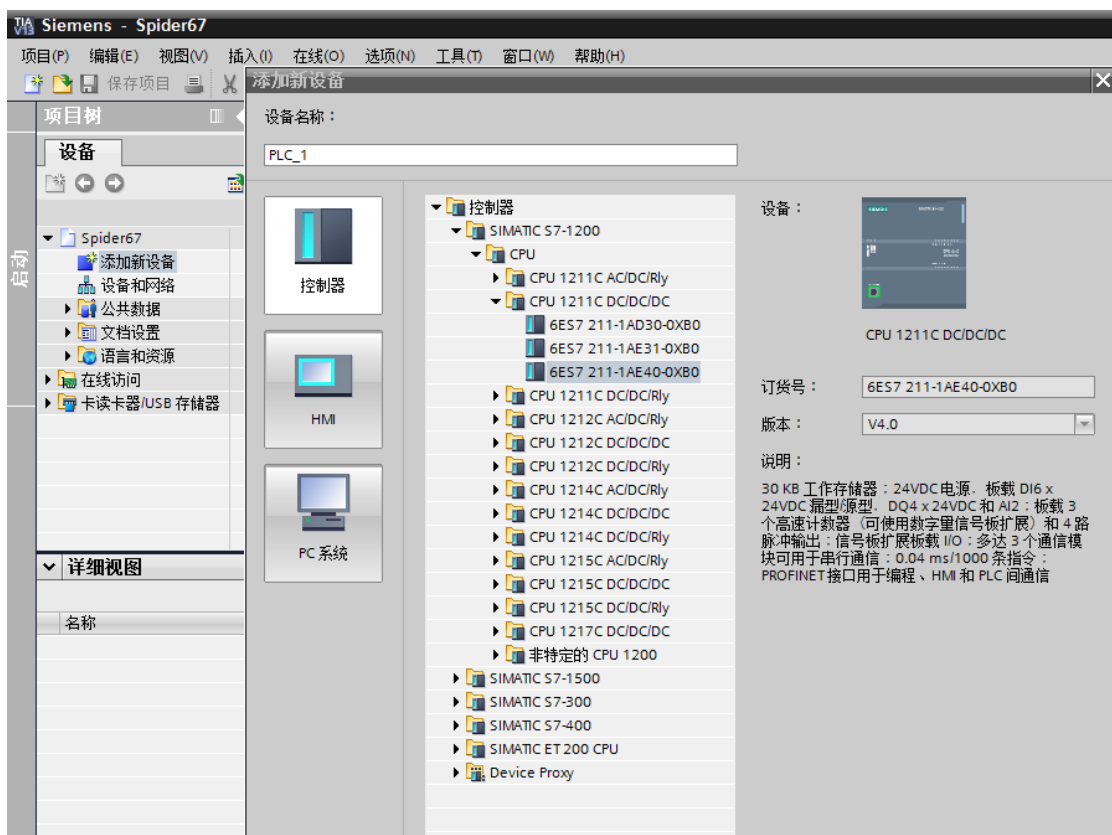 TIA V13 Siemens - Spider67
项目(P) 编辑(E) 视图(V) 插入(I) 在线(O) 选项(N) 工具(T) 窗口(W) 帮助(H)
保存项目
添加新设备
项目树
设备
启动
Spider67
添加新设备
设备和网络
公共数据
文档设置
语言和资源
在线访问
卡读卡器/USB 存储器
详细视图
名称
设备名称：
PLC_1
控制器
HMI
PC 系统
控制器
SIMATIC S7-1200
CPU
CPU 1211C AC/DC/Rly
CPU 1211C DC/DC/DC
6ES7 211-1AD30-0XB0
6ES7 211-1AE31-0XB0
6ES7 211-1AE40-0XB0
CPU 1211C DC/DC/Rly
CPU 1212C AC/DC/Rly
CPU 1212C DC/DC/DC
CPU 1212C DC/DC/Rly
CPU 1214C AC/DC/Rly
CPU 1214C DC/DC/DC
CPU 1214C DC/DC/Rly
CPU 1215C AC/DC/Rly
CPU 1215C DC/DC/DC
CPU 1215C DC/DC/Rly
CPU 1217C DC/DC/DC
非特定的 CPU 1200
SIMATIC S7-1500
SIMATIC S7-300
SIMATIC S7-400
SIMATIC ET 200 CPU
Device Proxy
设备：
SIEMENS
CPU 1211C DC/DC/DC
订货号：
6ES7 211-1AE40-0XB0
版本：
V4.0
说明：
30 KB 工作存储器；24VDC 电源，板载 DI6 x
24VDC 漏型/源型，DQ4 x 24VDC 和 AI2；板载 3
个高速计数器（可使用数字里信号板扩展）和 4 路
脉冲输出；信号板扩展板载 I/O；多达 3 个通信模
块可用于串行通信；0.04 ms/1000 条指令；
PROFINET 接口用于编程、HMI 和 PLC 间通信